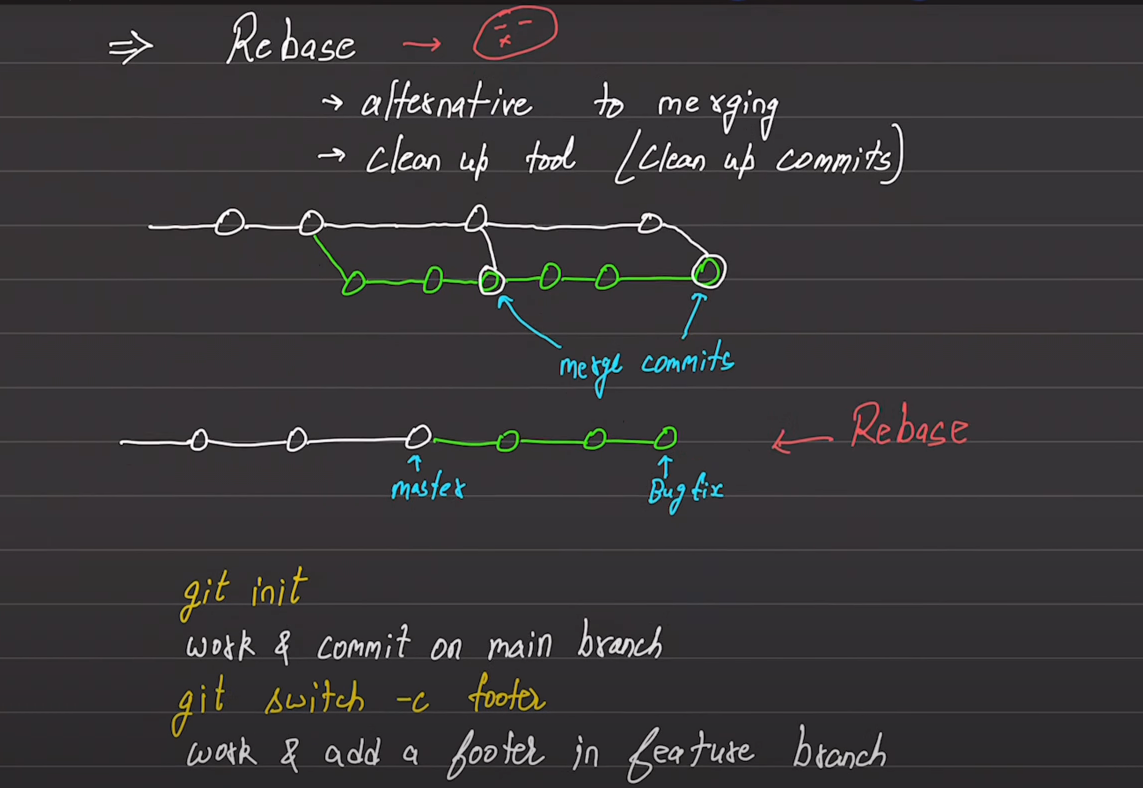 ⇒ Rebase →
→ alternative to merging
→ clean up tool (clean up commits)
merge commits
← Rebase
master
Bugfix
git init
work & commit on main branch
git switch -c footer
work & add a footer in feature branch